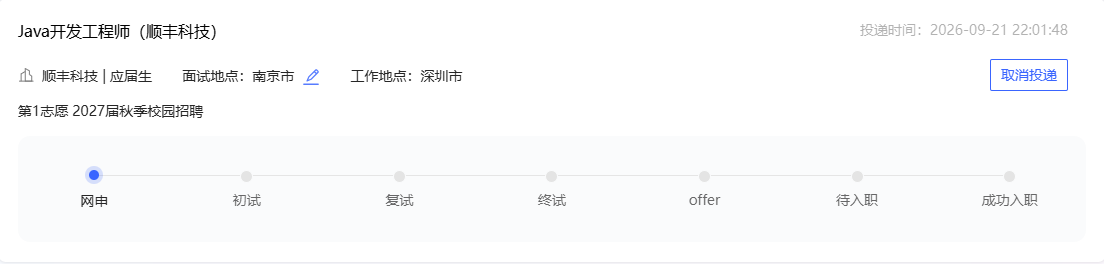 Java开发工程师（顺丰科技）
投递时间：2026-09-21 22:01:48
顺丰科技 | 应届生 面试地点：南京市 工作地点：深圳市
取消投递
第1志愿 2027届秋季校园招聘
网申 初试 复试 终试 offer 待入职 成功入职